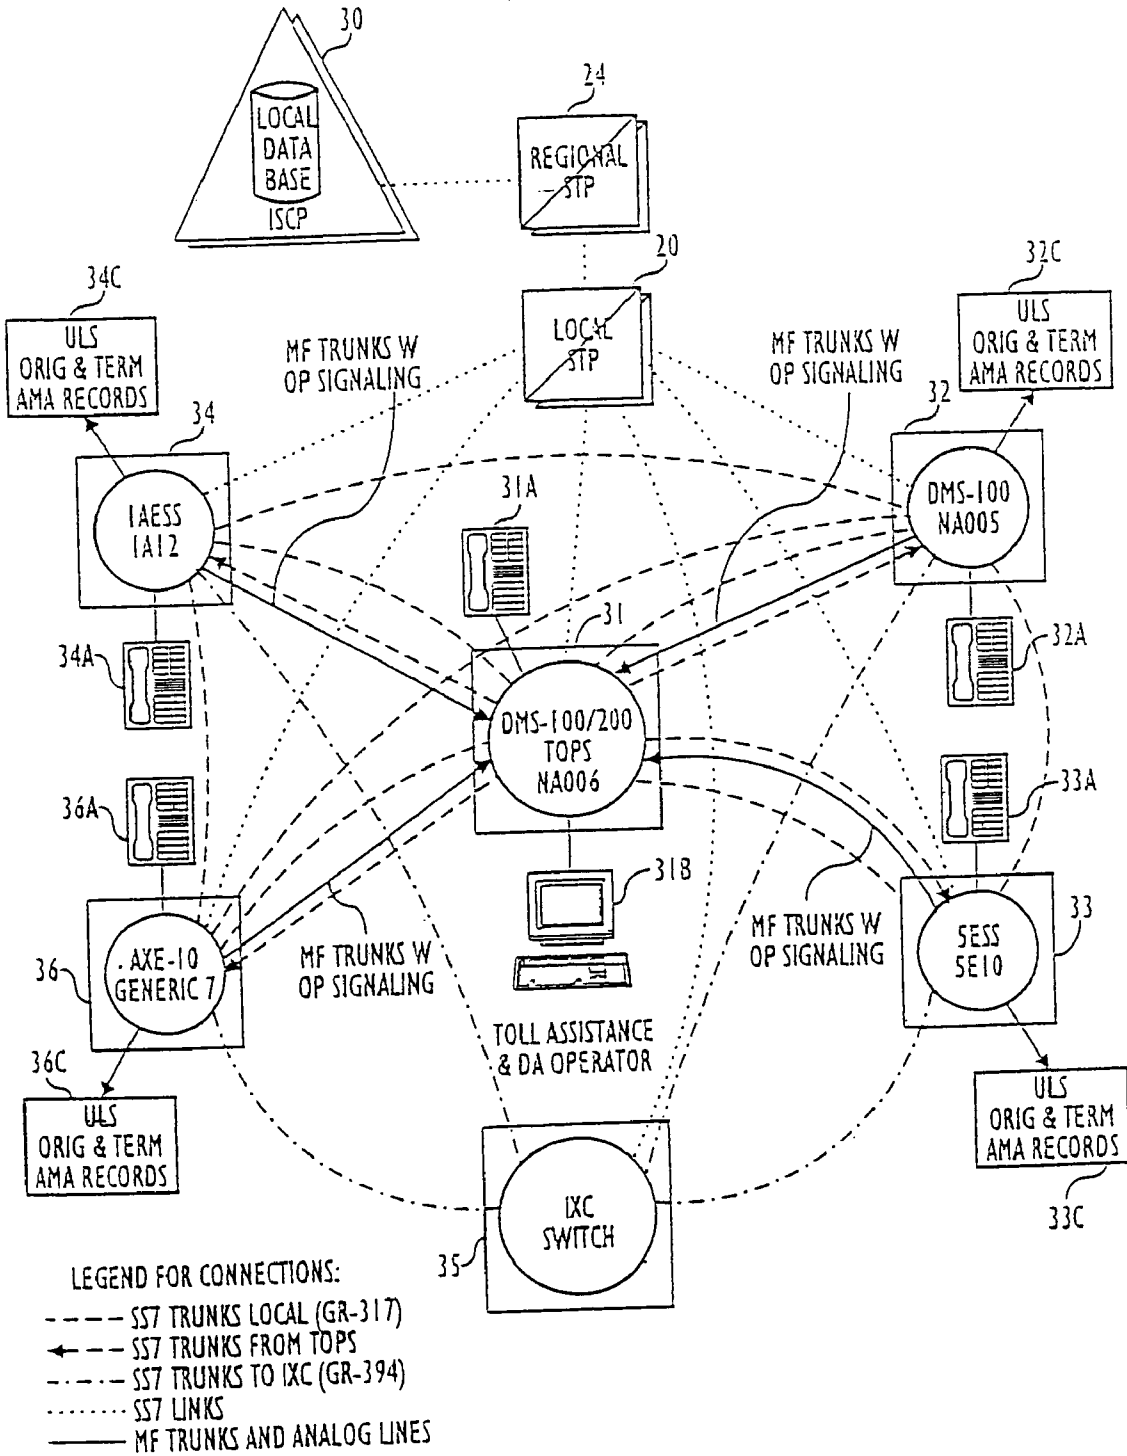 30
24
LOCAL
DATA
BASE
ISCP
REGIONAL
STP
20
34C
32C
ULS
ORIG & TERM
AMA RECORDS
MF TRUNKS W
OP SIGNALING
LOCAL
STP
MF TRUNKS W
OP SIGNALING
ULS
ORIG & TERM
AMA RECORDS
34
32
1AESS
1A12
31A
DMS-100
NA005
31
34A
32A
DMS-100/200
TOPS
NA006
36A
33A
31B
MF TRUNKS W
OP SIGNALING
MF TRUNKS W
OP SIGNALING
36
AXE-10
GENERIC 7
33
5ESS
5E10
TOLL ASSISTANCE
& DA OPERATOR
36C
ULS
ORIG & TERM
AMA RECORDS
ULS
ORIG & TERM
AMA RECORDS
33C
IXC
SWITCH
35
LEGEND FOR CONNECTIONS:
SS7 TRUNKS LOCAL (GR-317)
SS7 TRUNKS FROM TOPS
SS7 TRUNKS TO IXC (GR-394)
SS7 LINKS
MF TRUNKS AND ANALOG LINES